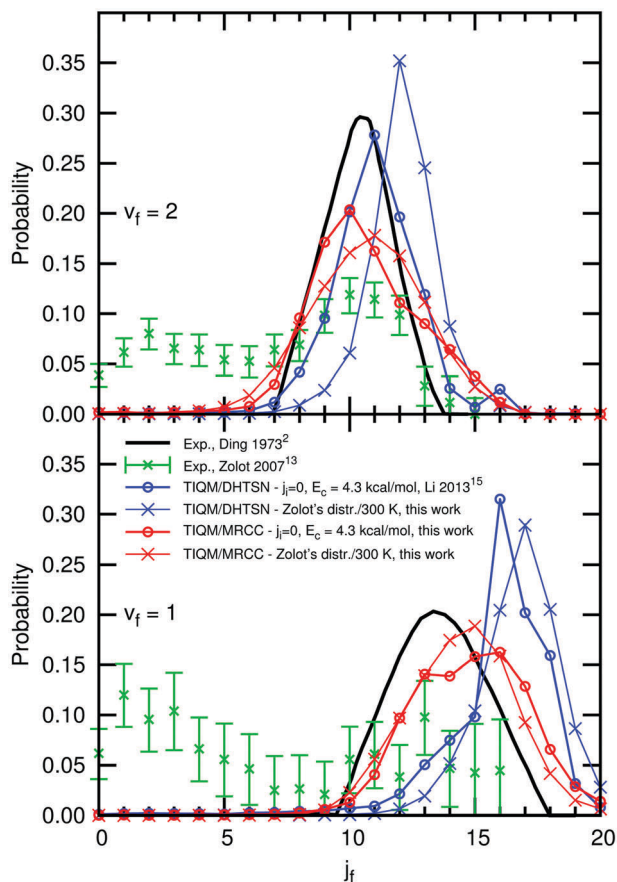 0.35
0.30
0.25
0.20
0.15
0.10
0.05
0.00
Probability
v_f = 2
Exp., Ding 1973²
Exp., Zolot 2007¹³
TIQM/DHTSN - j_i=0, E_c = 4.3 kcal/mol, Li 2013¹⁵
TIQM/DHTSN - Zolot's distr./300 K, this work
TIQM/MRCC - j_i=0, E_c = 4.3 kcal/mol, this work
TIQM/MRCC - Zolot's distr./300 K, this work
0.35
0.30
0.25
0.20
0.15
0.10
0.05
0.00
Probability
v_f = 1
0 5 10 15 20
j_f